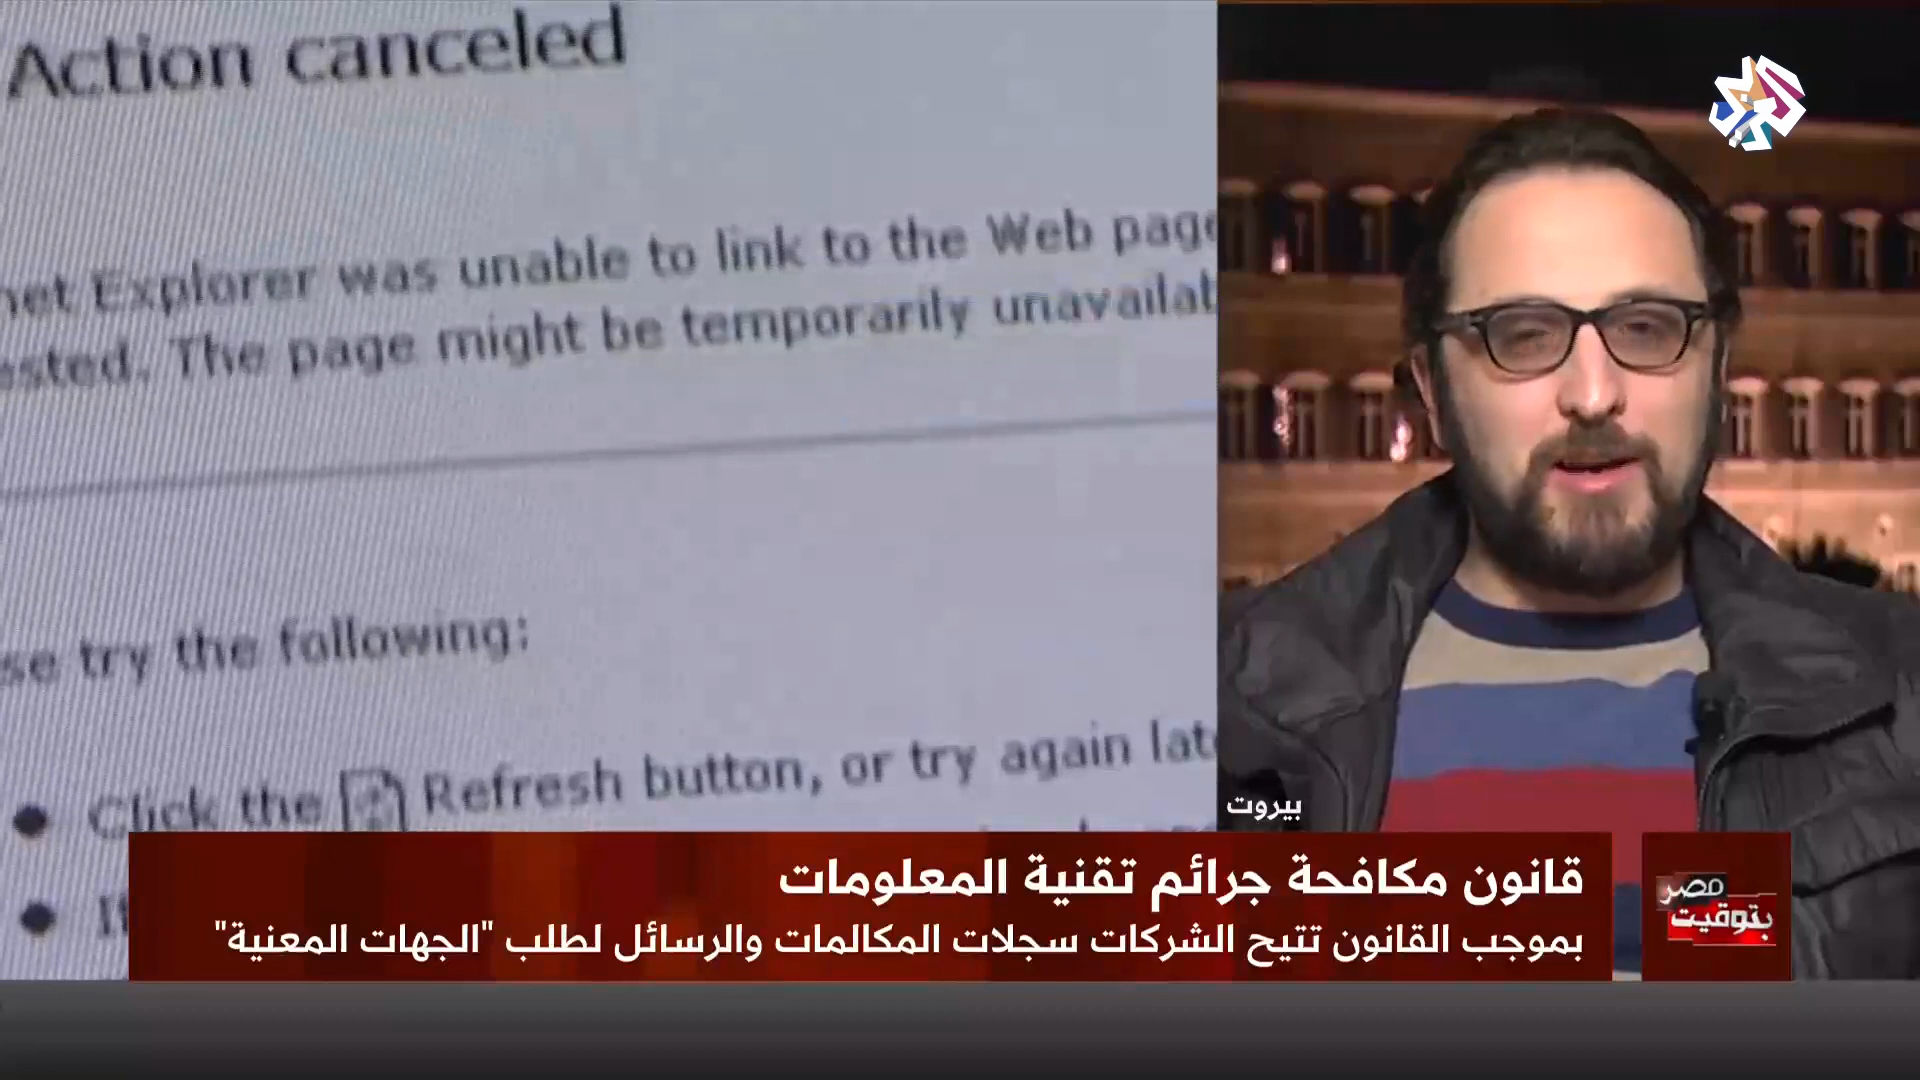 Action canceled
net Explorer was unable to link to the Web page
ested. The page might be temporarily unavailab
se try the following:
Click the Refresh button, or try again late
بيروت
قانون مكافحة جرائم تقنية المعلومات
بموجب القانون تتيح الشركات سجلات المكالمات والرسائل لطلب "الجهات المعنية"
مصر
بتوقيت